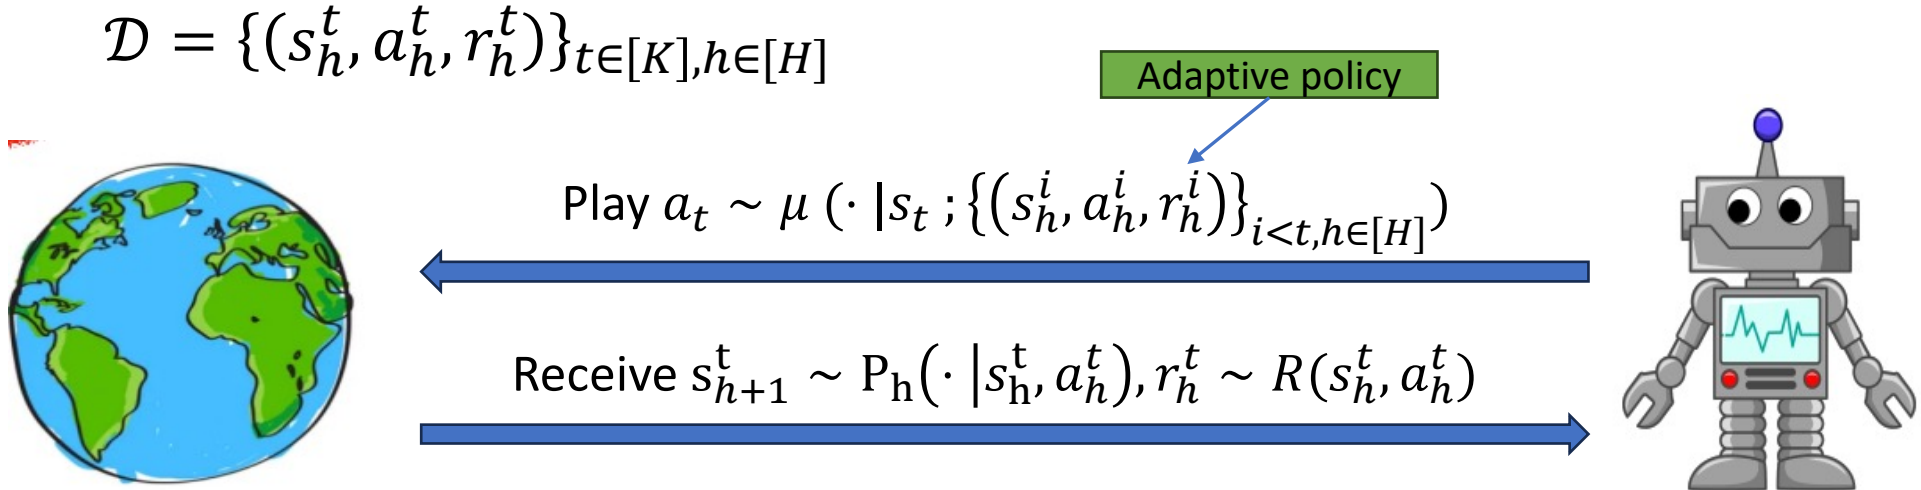 𝒟 = {(s_h^t, a_h^t, r_h^t)}_{t∈[K],h∈[H]}
Adaptive policy
Play a_t ~ μ (· |s_t ; {(s_h^i, a_h^i, r_h^i)}_{i<t,h∈[H]})
Receive s_{h+1}^t ~ P_h(· |s_h^t, a_h^t), r_h^t ~ R(s_h^t, a_h^t)